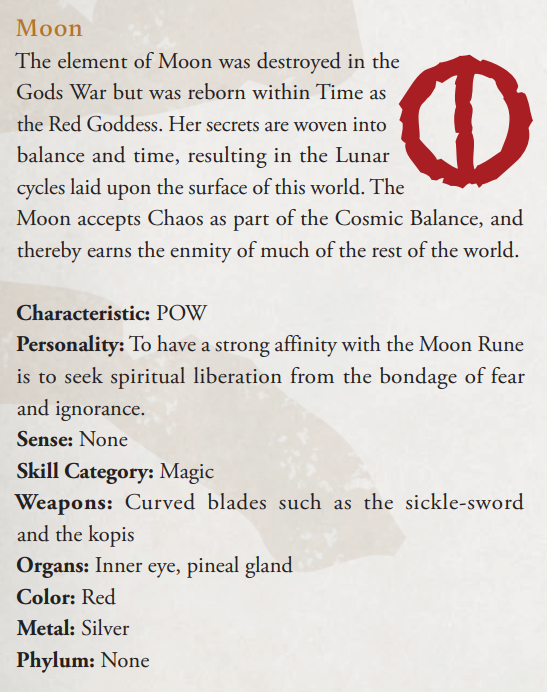 Moon
The element of Moon was destroyed in the
Gods War but was reborn within Time as
the Red Goddess. Her secrets are woven into
balance and time, resulting in the Lunar
cycles laid upon the surface of this world. The
Moon accepts Chaos as part of the Cosmic Balance, and
thereby earns the enmity of much of the rest of the world.
Characteristic: POW
Personality: To have a strong affinity with the Moon Rune
is to seek spiritual liberation from the bondage of fear
and ignorance.
Sense: None
Skill Category: Magic
Weapons: Curved blades such as the sickle-sword
and the kopis
Organs: Inner eye, pineal gland
Color: Red
Metal: Silver
Phylum: None